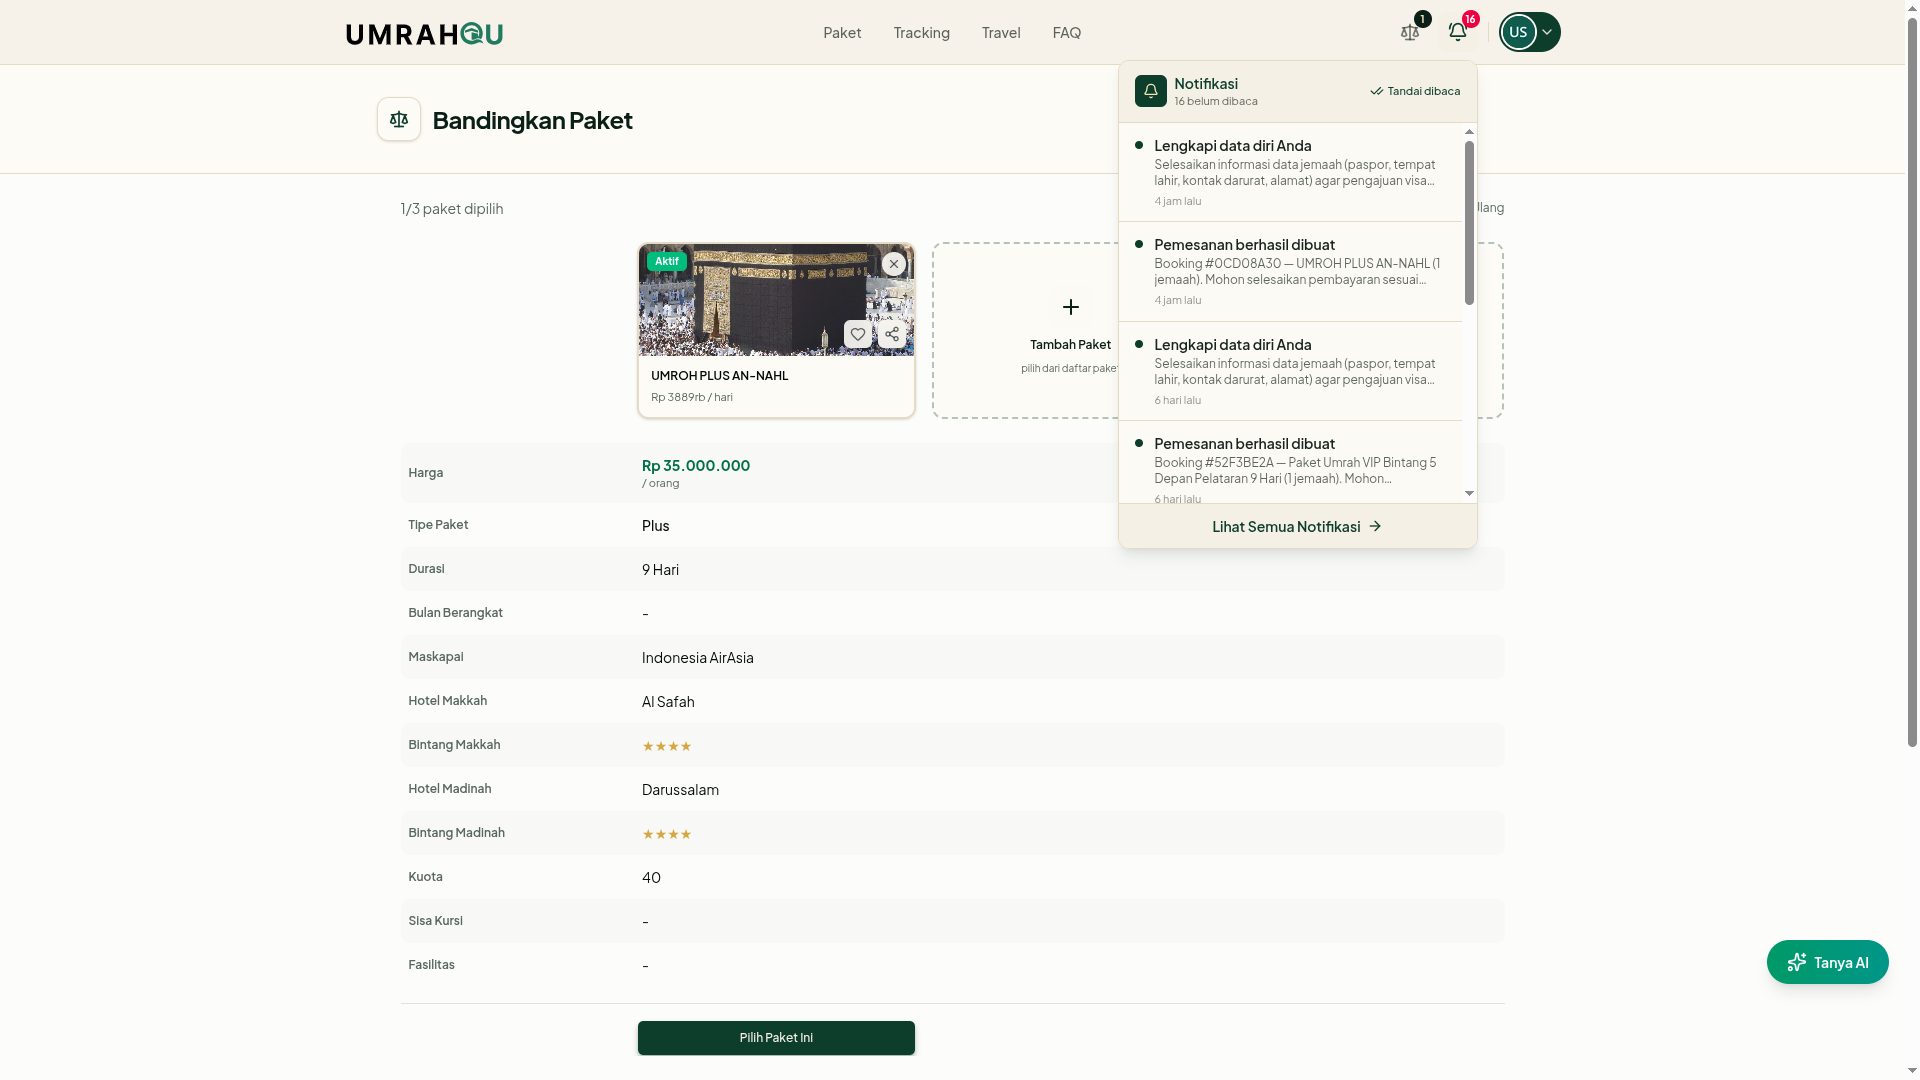 UMRAHQU
Paket
Tracking
Travel
FAQ
1
16
US
Bandingkan Paket
Notifikasi
16 belum dibaca
Tandai dibaca
Lengkapi data diri Anda
Selesaikan informasi data jemaah (paspor, tempat
lahir, kontak darurat, alamat) agar pengajuan visa...
4 jam lalu
Pemesanan berhasil dibuat
Booking #0CD08A30 — UMROH PLUS AN-NAHL (1
jemaah). Mohon selesaikan pembayaran sesuai...
4 jam lalu
Lengkapi data diri Anda
Selesaikan informasi data jemaah (paspor, tempat
lahir, kontak darurat, alamat) agar pengajuan visa...
6 hari lalu
Pemesanan berhasil dibuat
Booking #52F3BE2A — Paket Umrah VIP Bintang 5
Depan Pelataran 9 Hari (1 jemaah). Mohon...
6 hari lalu
Lihat Semua Notifikasi
1/3 paket dipilih
Aktif
UMROH PLUS AN-NAHL
Rp 3889rb / hari
Tambah Paket
pilih dari daftar
Harga
Rp 35.000.000
/ orang
Tipe Paket
Plus
Durasi
9 Hari
Bulan Berangkat
-
Maskapai
Indonesia AirAsia
Hotel Makkah
Al Safah
Bintang Makkah
★★★★
Hotel Madinah
Darussalam
Bintang Madinah
★★★★
Kuota
40
Sisa Kursi
-
Fasilitas
-
Pilih Paket Ini
Tanya AI